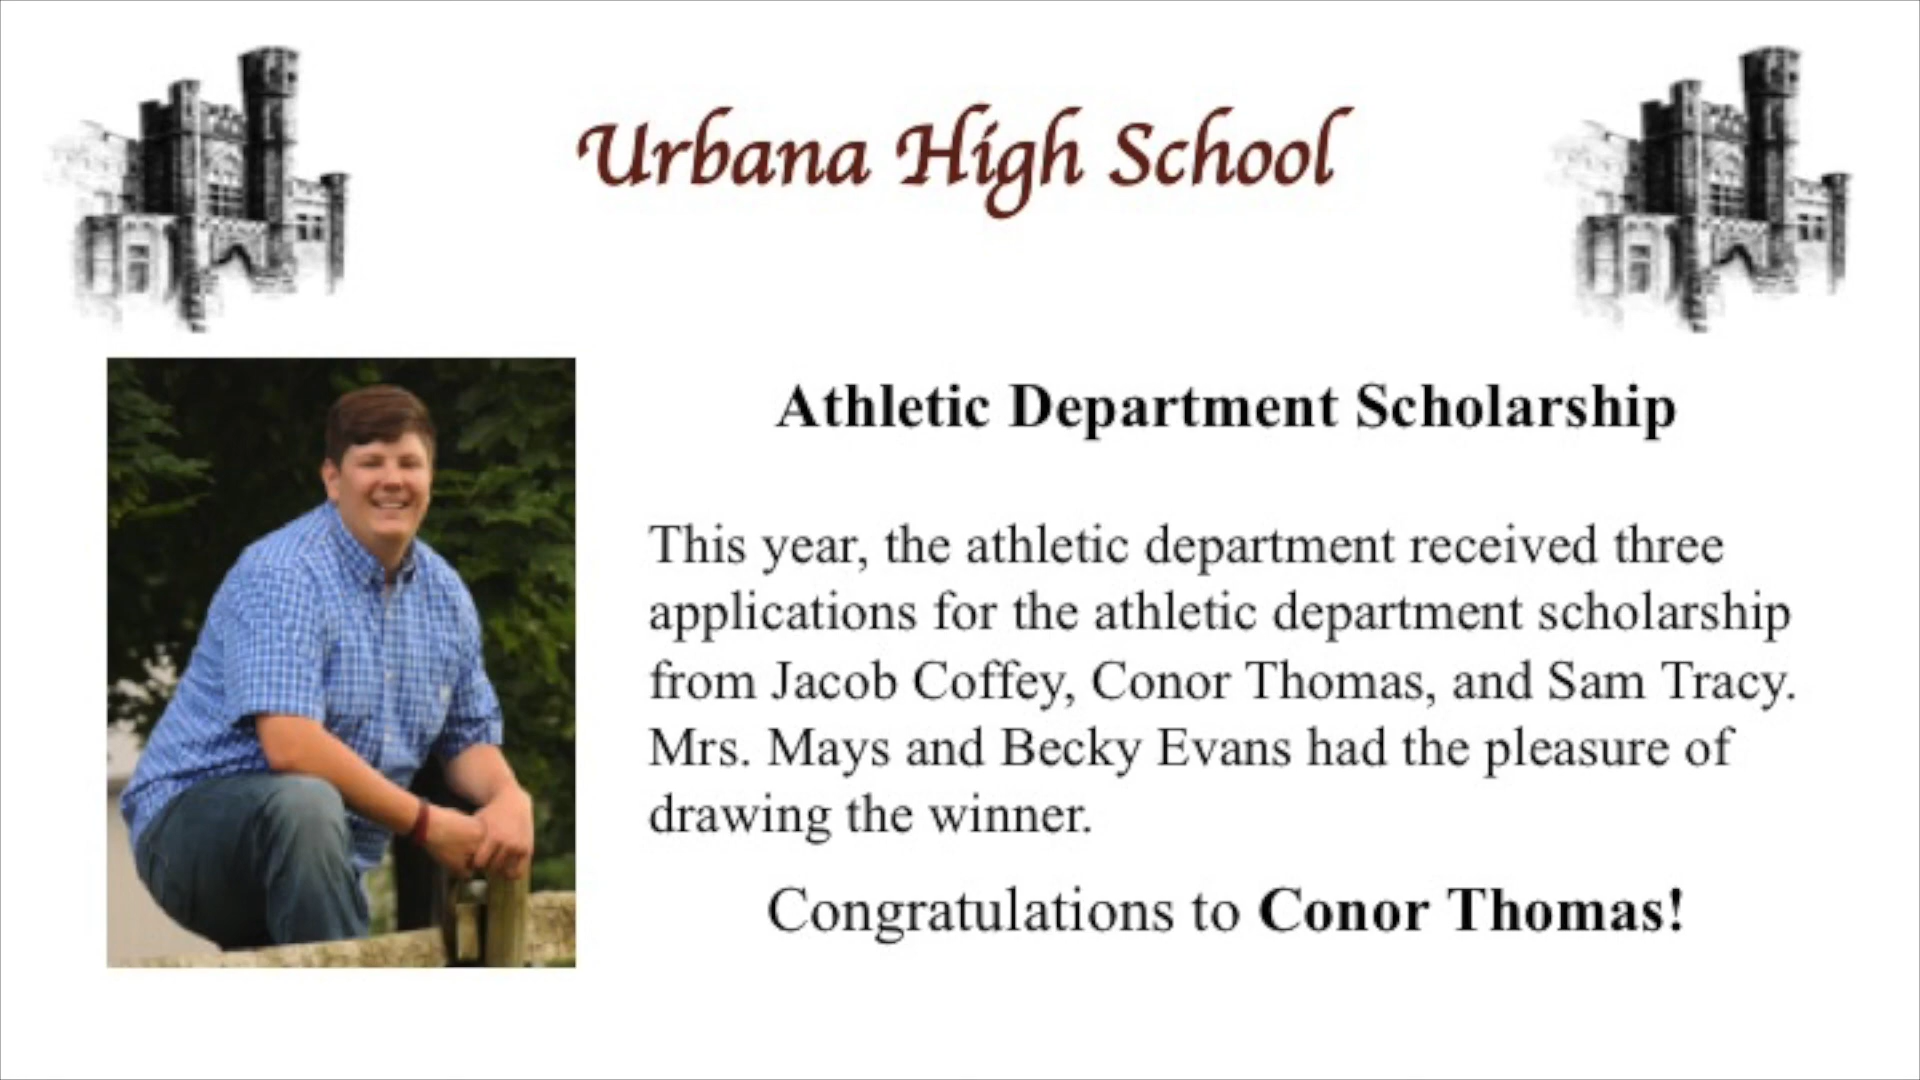 Urbana High School
Athletic Department Scholarship
This year, the athletic department received three
applications for the athletic department scholarship
from Jacob Coffey, Conor Thomas, and Sam Tracy.
Mrs. Mays and Becky Evans had the pleasure of
drawing the winner.
Congratulations to Conor Thomas!